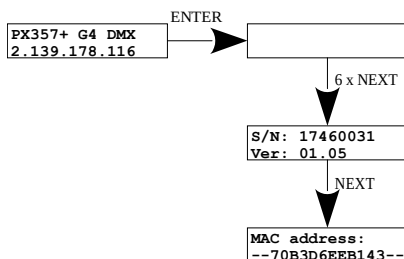 ENTER
PX357+ G4 DMX
2.139.178.116
6 x NEXT
S/N: 17460031
Ver: 01.05
NEXT
MAC address:
--70B3D6EEB143--